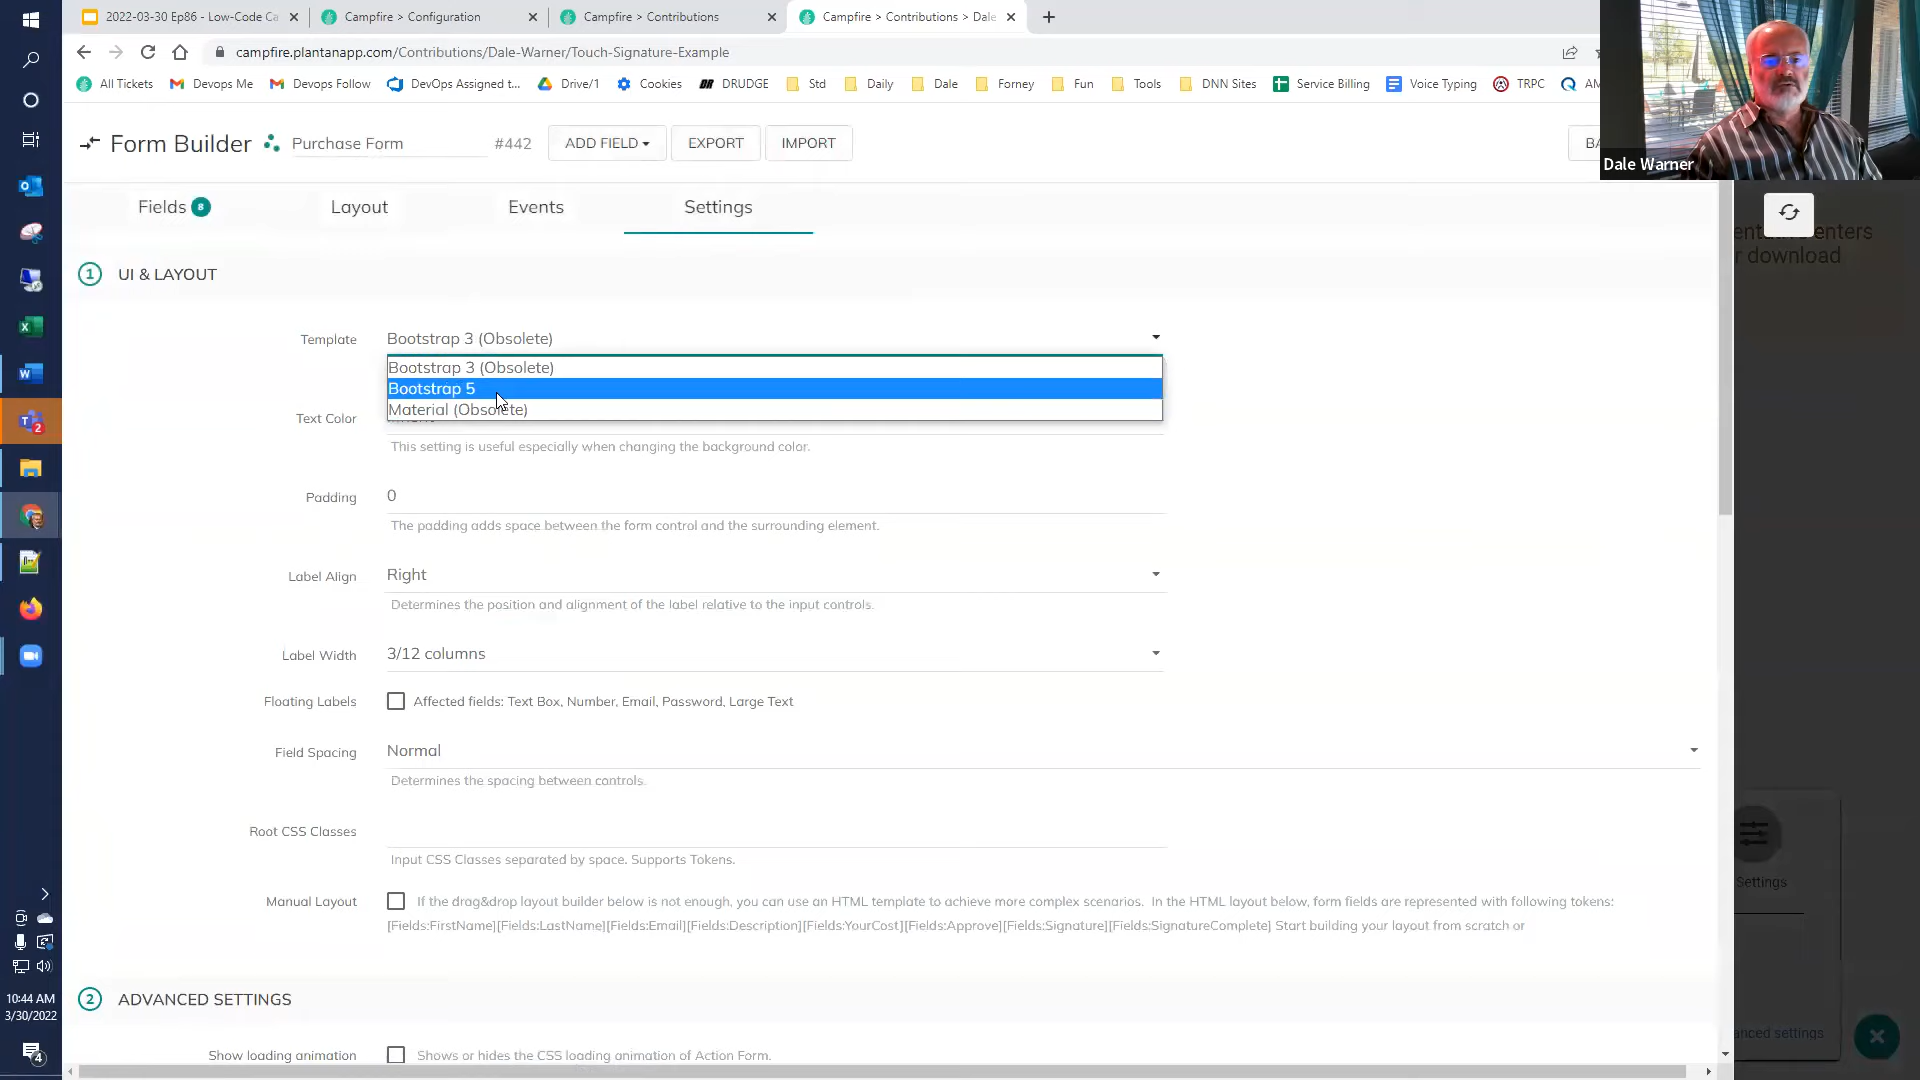 2022-03-30 Ep86 - Low-Code Ca
Campfire > Configuration
Campfire > Contributions
Campfire > Contributions > Dale
campfire.plantanapp.com/Contributions/Dale-Warner/Touch-Signature-Example
All Tickets
Devops Me
Devops Follow
DevOps Assigned t...
Drive/1
Cookies
DRUDGE
Std
Daily
Dale
Forney
Fun
Tools
DNN Sites
Service Billing
Voice Typing
TRPC
Dale Warner
Form Builder
Purchase Form
#442
ADD FIELD
EXPORT
IMPORT
Fields 8
Layout
Events
Settings
enters
r download
1 UI & LAYOUT
Template
Bootstrap 3 (Obsolete)
Bootstrap 3 (Obsolete)
Bootstrap 5
Material (Obsolete)
Text Color
This setting is useful especially when changing the background color.
Padding
0
The padding adds space between the form control and the surrounding element.
Label Align
Right
Determines the position and alignment of the label relative to the input controls.
Label Width
3/12 columns
Floating Labels
Affected fields: Text Box, Number, Email, Password, Large Text
Field Spacing
Normal
Determines the spacing between controls.
Root CSS Classes
Input CSS Classes separated by space. Supports Tokens.
Manual Layout
If the drag&drop layout builder below is not enough, you can use an HTML template to achieve more complex scenarios. In the HTML layout below, form fields are represented with following tokens:
[Fields:FirstName][Fields:LastName][Fields:Email][Fields:Description][Fields:YourCost][Fields:Approve][Fields:Signature][Fields:SignatureComplete] Start building your layout from scratch or
2 ADVANCED SETTINGS
Show loading animation
Shows or hides the CSS loading animation of Action Form.
Settings
anced settings
10:44 AM
3/30/2022
4